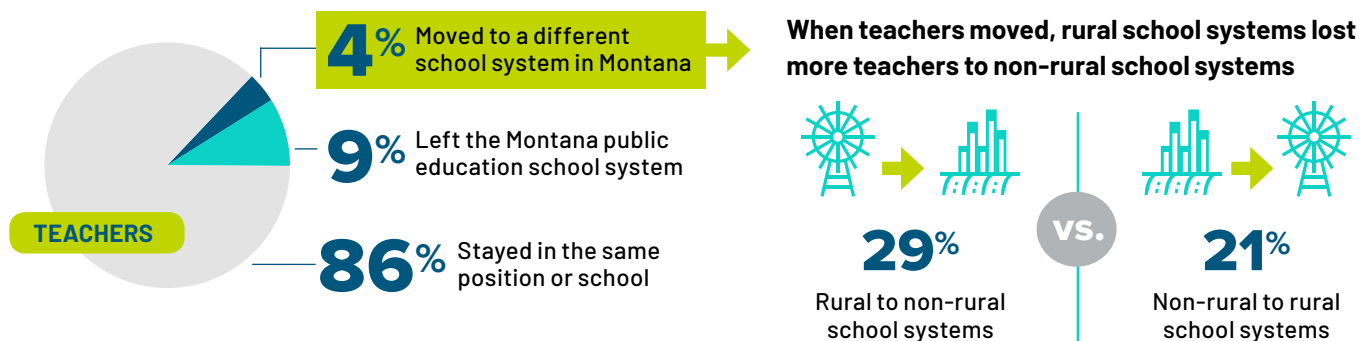 TEACHERS
4% Moved to a different
school system in Montana
9% Left the Montana public
education school system
86% Stayed in the same
position or school
When teachers moved, rural school systems lost
more teachers to non-rural school systems
29%
Rural to non-rural
school systems
vs.
21%
Non-rural to rural
school systems